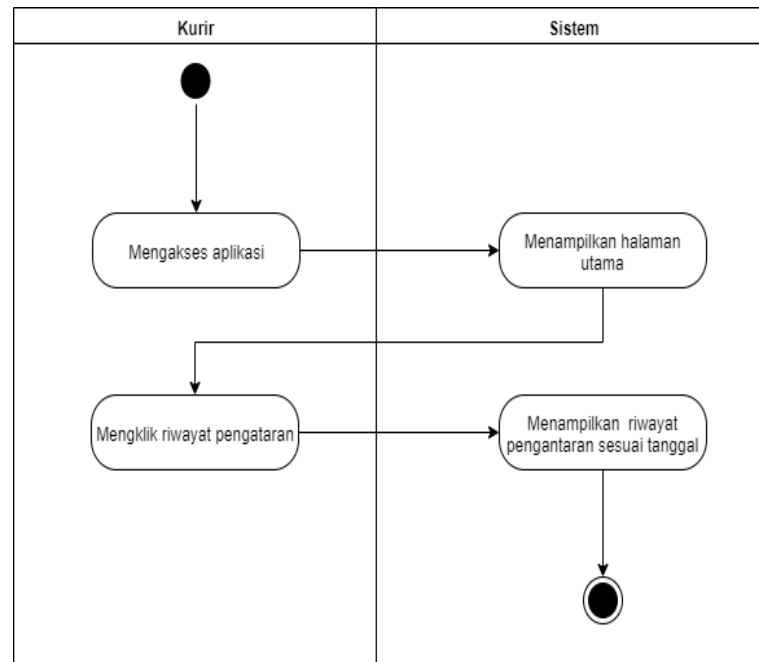 Kurir
Sistem
Mengakses aplikasi
Menampilkan halaman
utama
Mengklik riwayat pengataran
Menampilkan riwayat
pengantaran sesuai tanggal